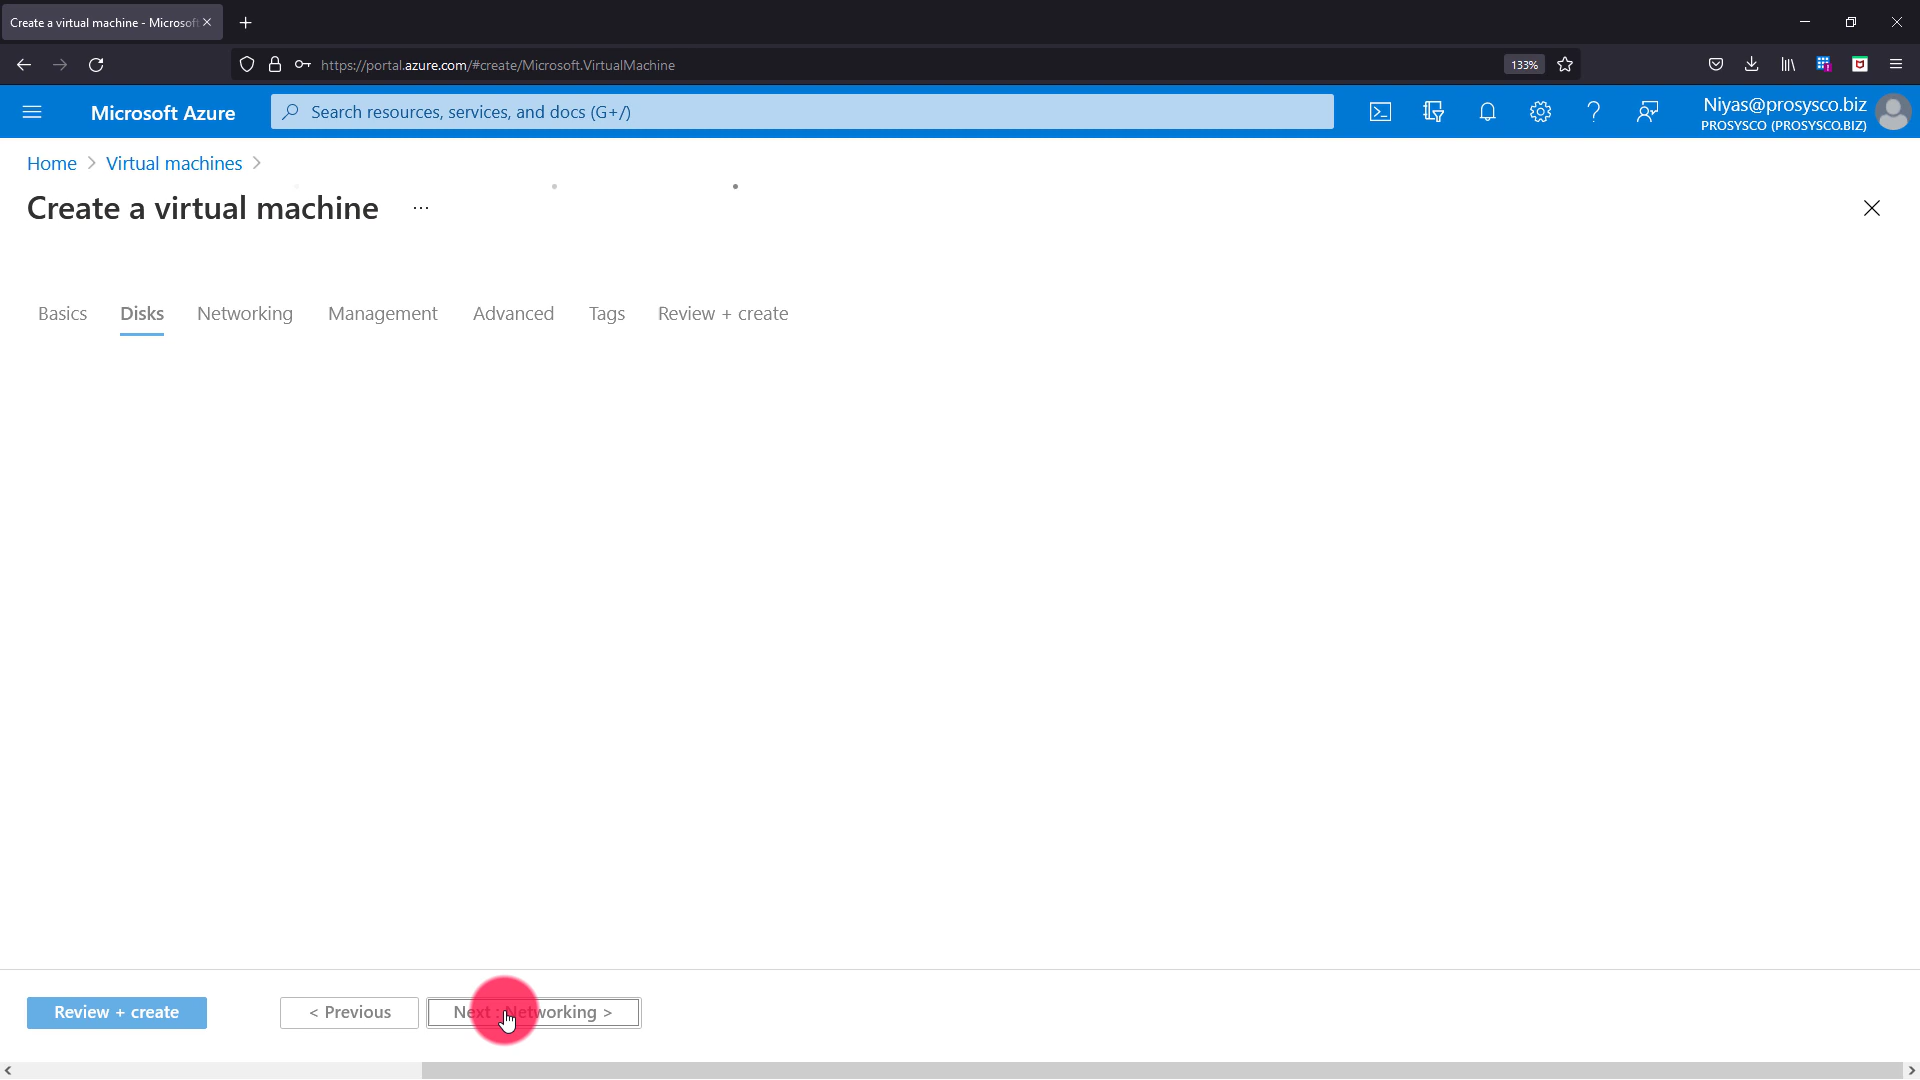 Create a virtual machine - Microsoft
https://portal.azure.com/#create/Microsoft.VirtualMachine
133%
Microsoft Azure
Search resources, services, and docs (G+/)
Niyas@prosysco.biz
PROSYSCO (PROSYSCO.BIZ)
Home > Virtual machines >
Create a virtual machine ...
Basics Disks Networking Management Advanced Tags Review + create
Review + create < Previous Next : Networking >